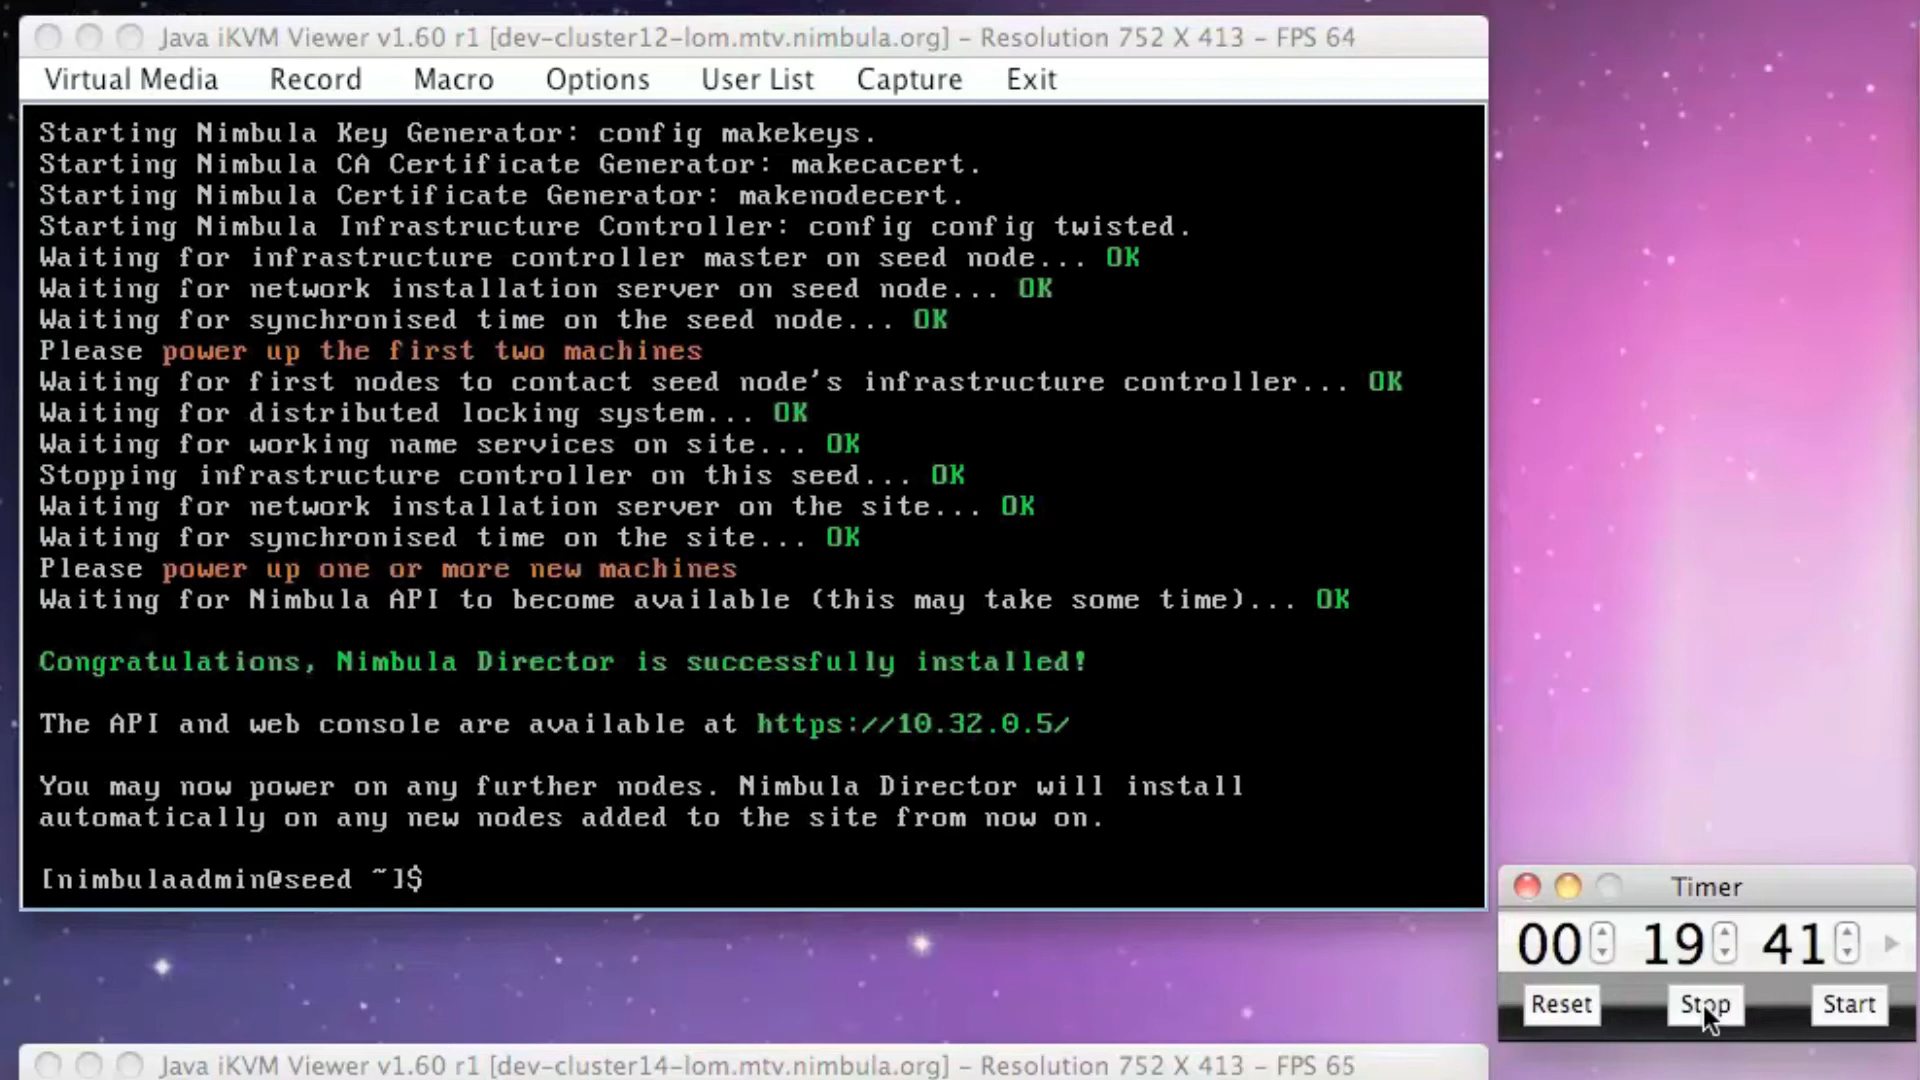 Java iKVM Viewer v1.60 r1 [dev-cluster12-lom.mtv.nimbula.org] – Resolution 752 X 413 – FPS 64
Virtual Media Record Macro Options User List Capture Exit
Starting Nimbula Key Generator: config makekeys.
Starting Nimbula CA Certificate Generator: makecacert.
Starting Nimbula Certificate Generator: makenodecert.
Starting Nimbula Infrastructure Controller: config config twisted.
Waiting for infrastructure controller master on seed node... OK
Waiting for network installation server on seed node... OK
Waiting for synchronised time on the seed node... OK
Please power up the first two machines
Waiting for first nodes to contact seed node's infrastructure controller... OK
Waiting for distributed locking system... OK
Waiting for working name services on site... OK
Stopping infrastructure controller on this seed... OK
Waiting for network installation server on the site... OK
Waiting for synchronised time on the site... OK
Please power up one or more new machines
Waiting for Nimbula API to become available (this may take some time)... OK
Congratulations, Nimbula Director is successfully installed!
The API and web console are available at https://10.32.0.5/
You may now power on any further nodes. Nimbula Director will install
automatically on any new nodes added to the site from now on.
[nimbulaadmin@seed ~]$
Timer
00 19 41
Reset Stop Start
Java iKVM Viewer v1.60 r1 [dev-cluster14-lom.mtv.nimbula.org] – Resolution 752 X 413 – FPS 65